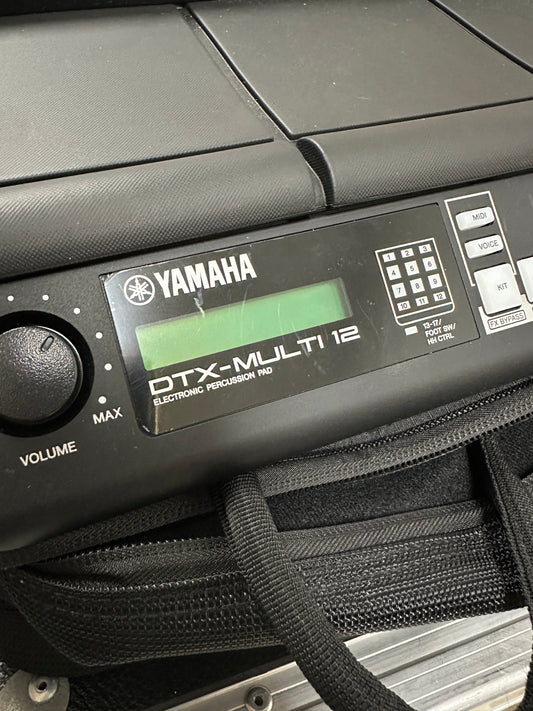 YAMAHA
DTX-MULTI 12
ELECTRONIC PERCUSSION PAD
VOLUME
MAX
1 2 3
4 5 6
7 8 9
10 11 12
13-17/
FOOT SW/
HH CTRL
MIDI
VOICE
KIT
FX BYPASS